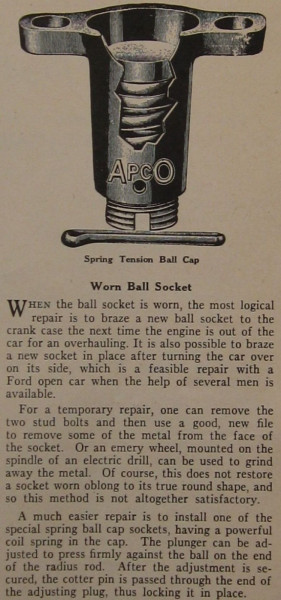 APCO
Spring Tension Ball Cap
Worn Ball Socket
WHEN the ball socket is worn, the most logical
repair is to braze a new ball socket to the
crank case the next time the engine is out of the
car for an overhauling. It is also possible to braze
a new socket in place after turning the car over
on its side, which is a feasible repair with a
Ford open car when the help of several men is
available.
For a temporary repair, one can remove the
two stud bolts and then use a good, new file
to remove some of the metal from the face of
the socket. Or an emery wheel, mounted on the
spindle of an electric drill, can be used to grind
away the metal. Of course, this does not restore
a socket worn oblong to its true round shape, and
so this method is not altogether satisfactory.
A much easier repair is to install one of the
special spring ball cap sockets, having a powerful
coil spring in the cap. The plunger can be ad-
justed to press firmly against the ball on the end
of the radius rod. After the adjustment is se-
cured, the cotter pin is passed through the end of
the adjusting plug, thus locking it in place.